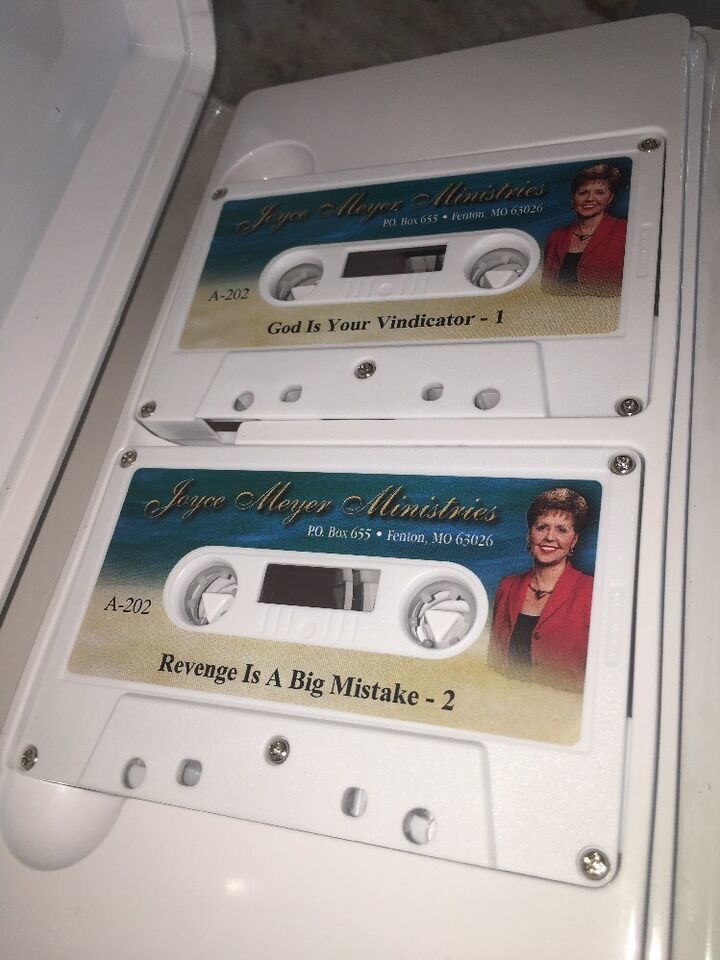 Joyce Meyer Ministries
P.O. Box 655 • Fenton, MO 63026
A-202
God Is Your Vindicator - 1
Joyce Meyer Ministries
P.O. Box 655 • Fenton, MO 63026
A-202
Revenge Is A Big Mistake - 2